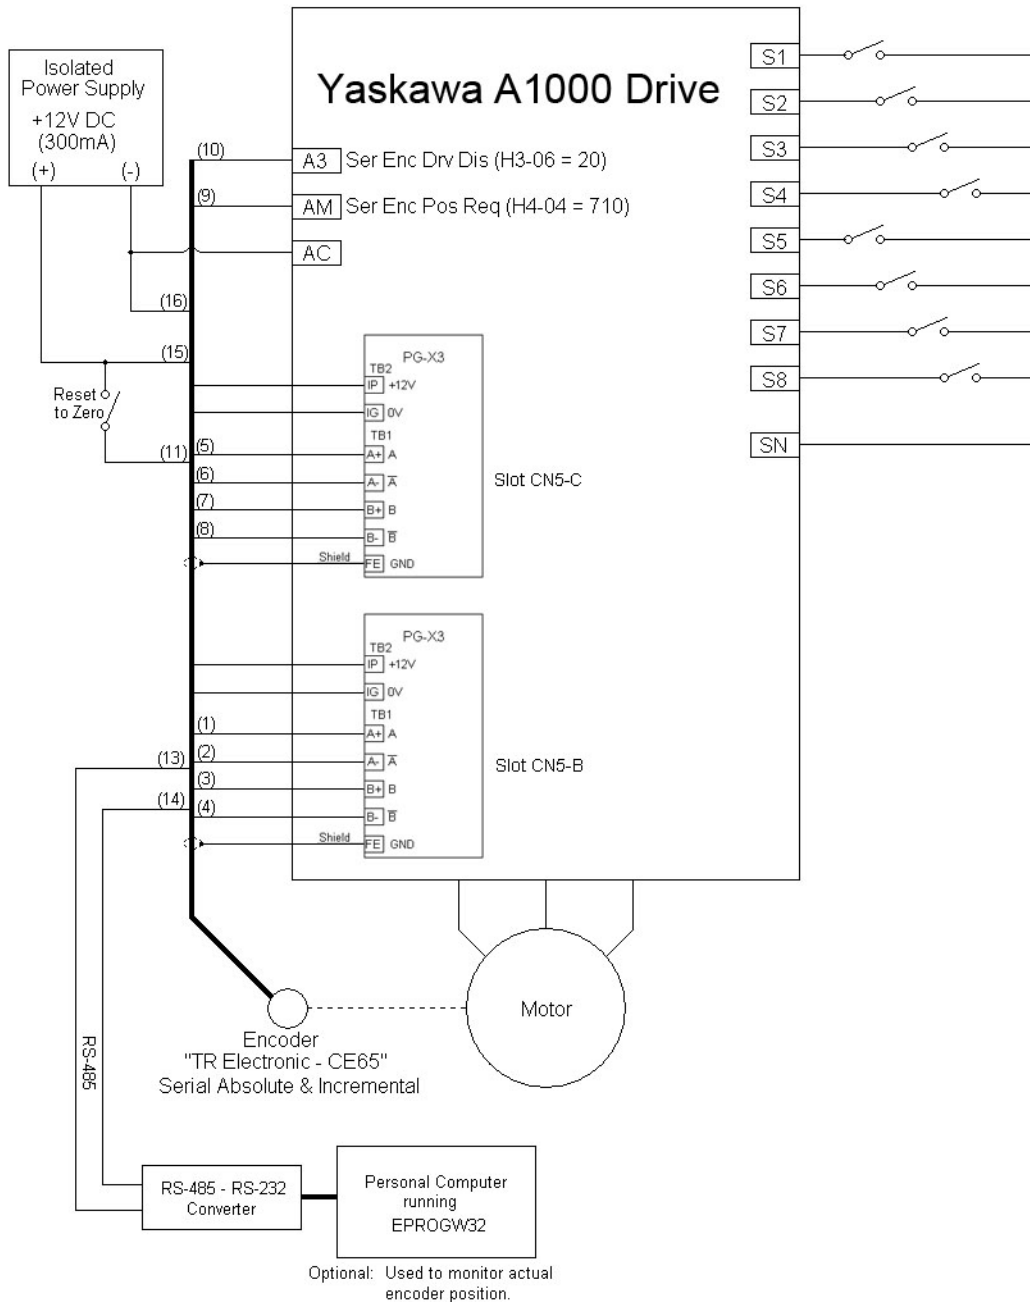 Isolated
Power Supply
+12V DC
(300mA)
(+) (-)
Yaskawa A1000 Drive
(10) A3 Ser Enc Drv Dis (H3-06 = 20)
(9) AM Ser Enc Pos Req (H4-04 = 710)
AC
(16)
(15)
Reset
to Zero
(11)
PG-X3
TB2
IP +12V
IG 0V
TB1
(5) A+ A
(6) A- A̅
(7) B+ B
(8) B- B̅
Shield FE GND
Slot CN5-C
PG-X3
TB2
IP +12V
IG 0V
TB1
(1) A+ A
(2) A- A̅
(3) B+ B
(4) B- B̅
Shield FE GND
Slot CN5-B
(13)
(14)
S1
S2
S3
S4
S5
S6
S7
S8
SN
Motor
Encoder
"TR Electronic - CE65"
Serial Absolute & Incremental
RS-485
RS-485 - RS-232
Converter
Personal Computer
running
EPROGW32
Optional: Used to monitor actual
encoder position.